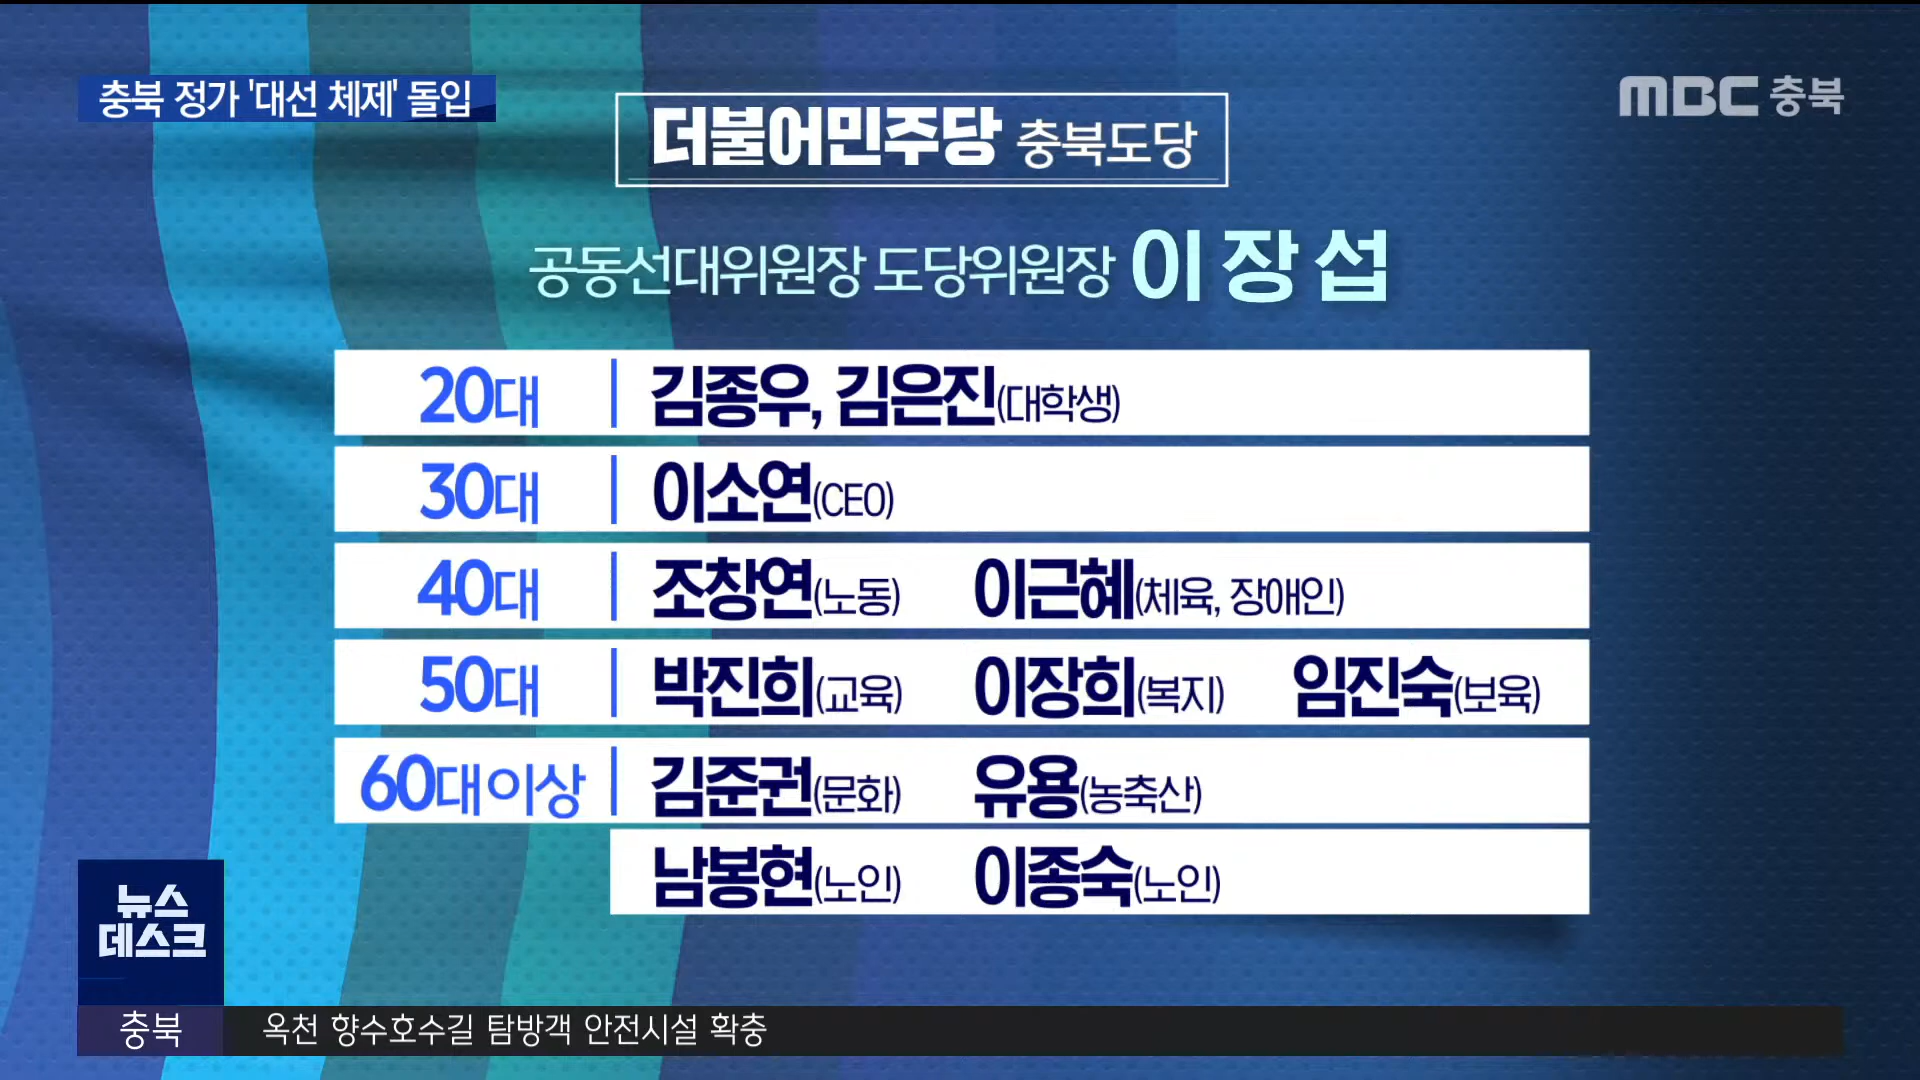 충북 정가 '대선 체제' 돌입
MBC 충북
더불어민주당 충북도당
공동선대위원장 도당위원장 이장섭
20대 김종우, 김은진(대학생)
30대 이소연(CEO)
40대 조창연(노동) 이근혜(체육, 장애인)
50대 박진희(교육) 이장희(복지) 임진숙(보육)
60대 이상 김준권(문화) 유용(농축산)
남봉현(노인) 이종숙(노인)
뉴스
데스크
충북 옥천 향수호수길 탐방객 안전시설 확충